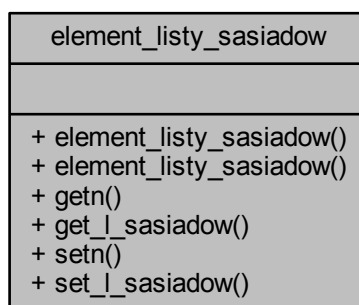 element_listy_sasiadow
+ element_listy_sasiadow()
+ element_listy_sasiadow()
+ getn()
+ get_l_sasiadow()
+ setn()
+ set_l_sasiadow()